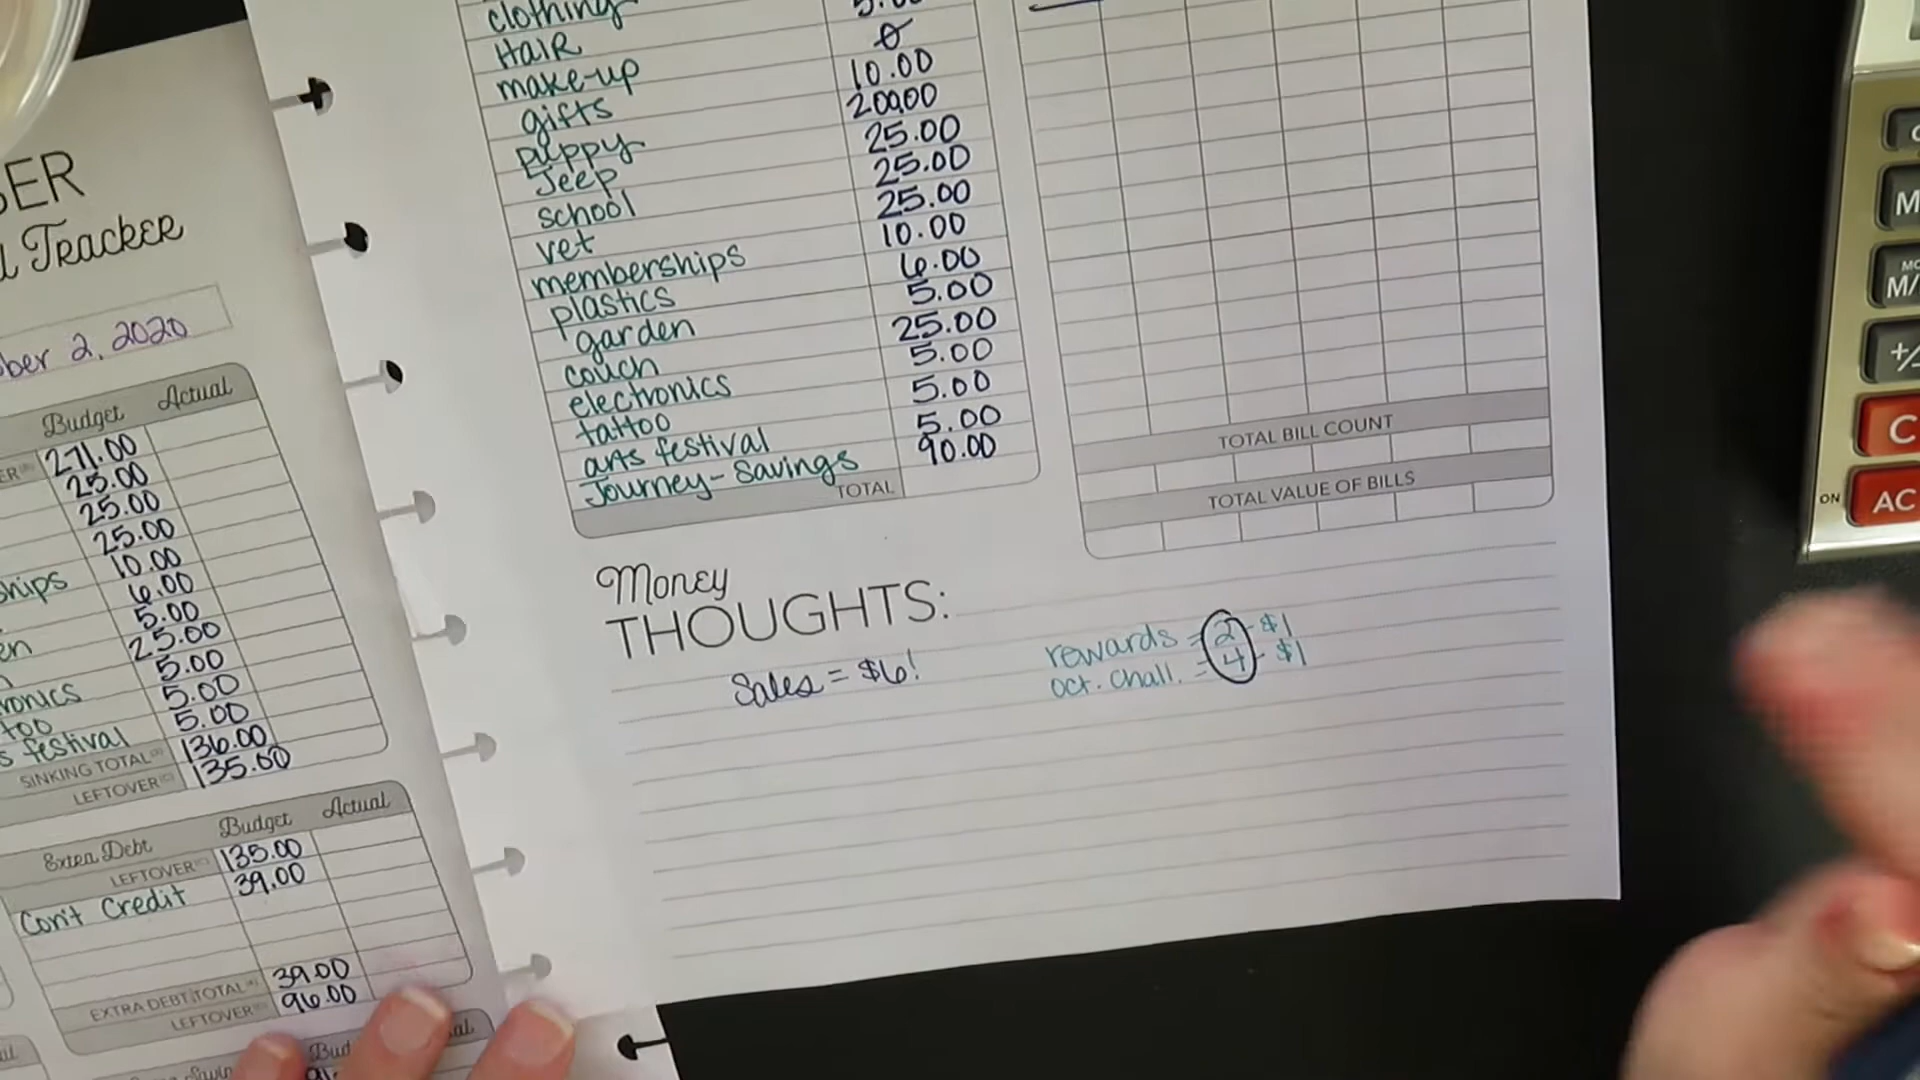 BER
l Tracker
ber 2, 2020
Budget Actual
271.00
25.00
25.00
25.00
ships 10.00
6.00
en 5.00
25.00
ronics 5.00
too 5.00
s festival 5.00
SINKING TOTAL 136.00
LEFTOVER 135.00
Extra Debt Budget Actual
LEFTOVER 135.00
Con't Credit 39.00
EXTRA DEBT TOTAL 39.00
LEFTOVER 96.00
clothing
HAIR
make-up 10.00
gifts 200.00
puppy 25.00
Jeep 25.00
school 25.00
vet 10.00
memberships 6.00
plastics 5.00
garden 25.00
couch 5.00
electronics 5.00
tattoo 5.00
arts festival 90.00
Journey-Savings
TOTAL
TOTAL BILL COUNT
TOTAL VALUE OF BILLS
Money
THOUGHTS:
Sales = $6!
rewards = 2 - $1
oct. chall. = 4 - $1
M
M/
+/
C
ON AC